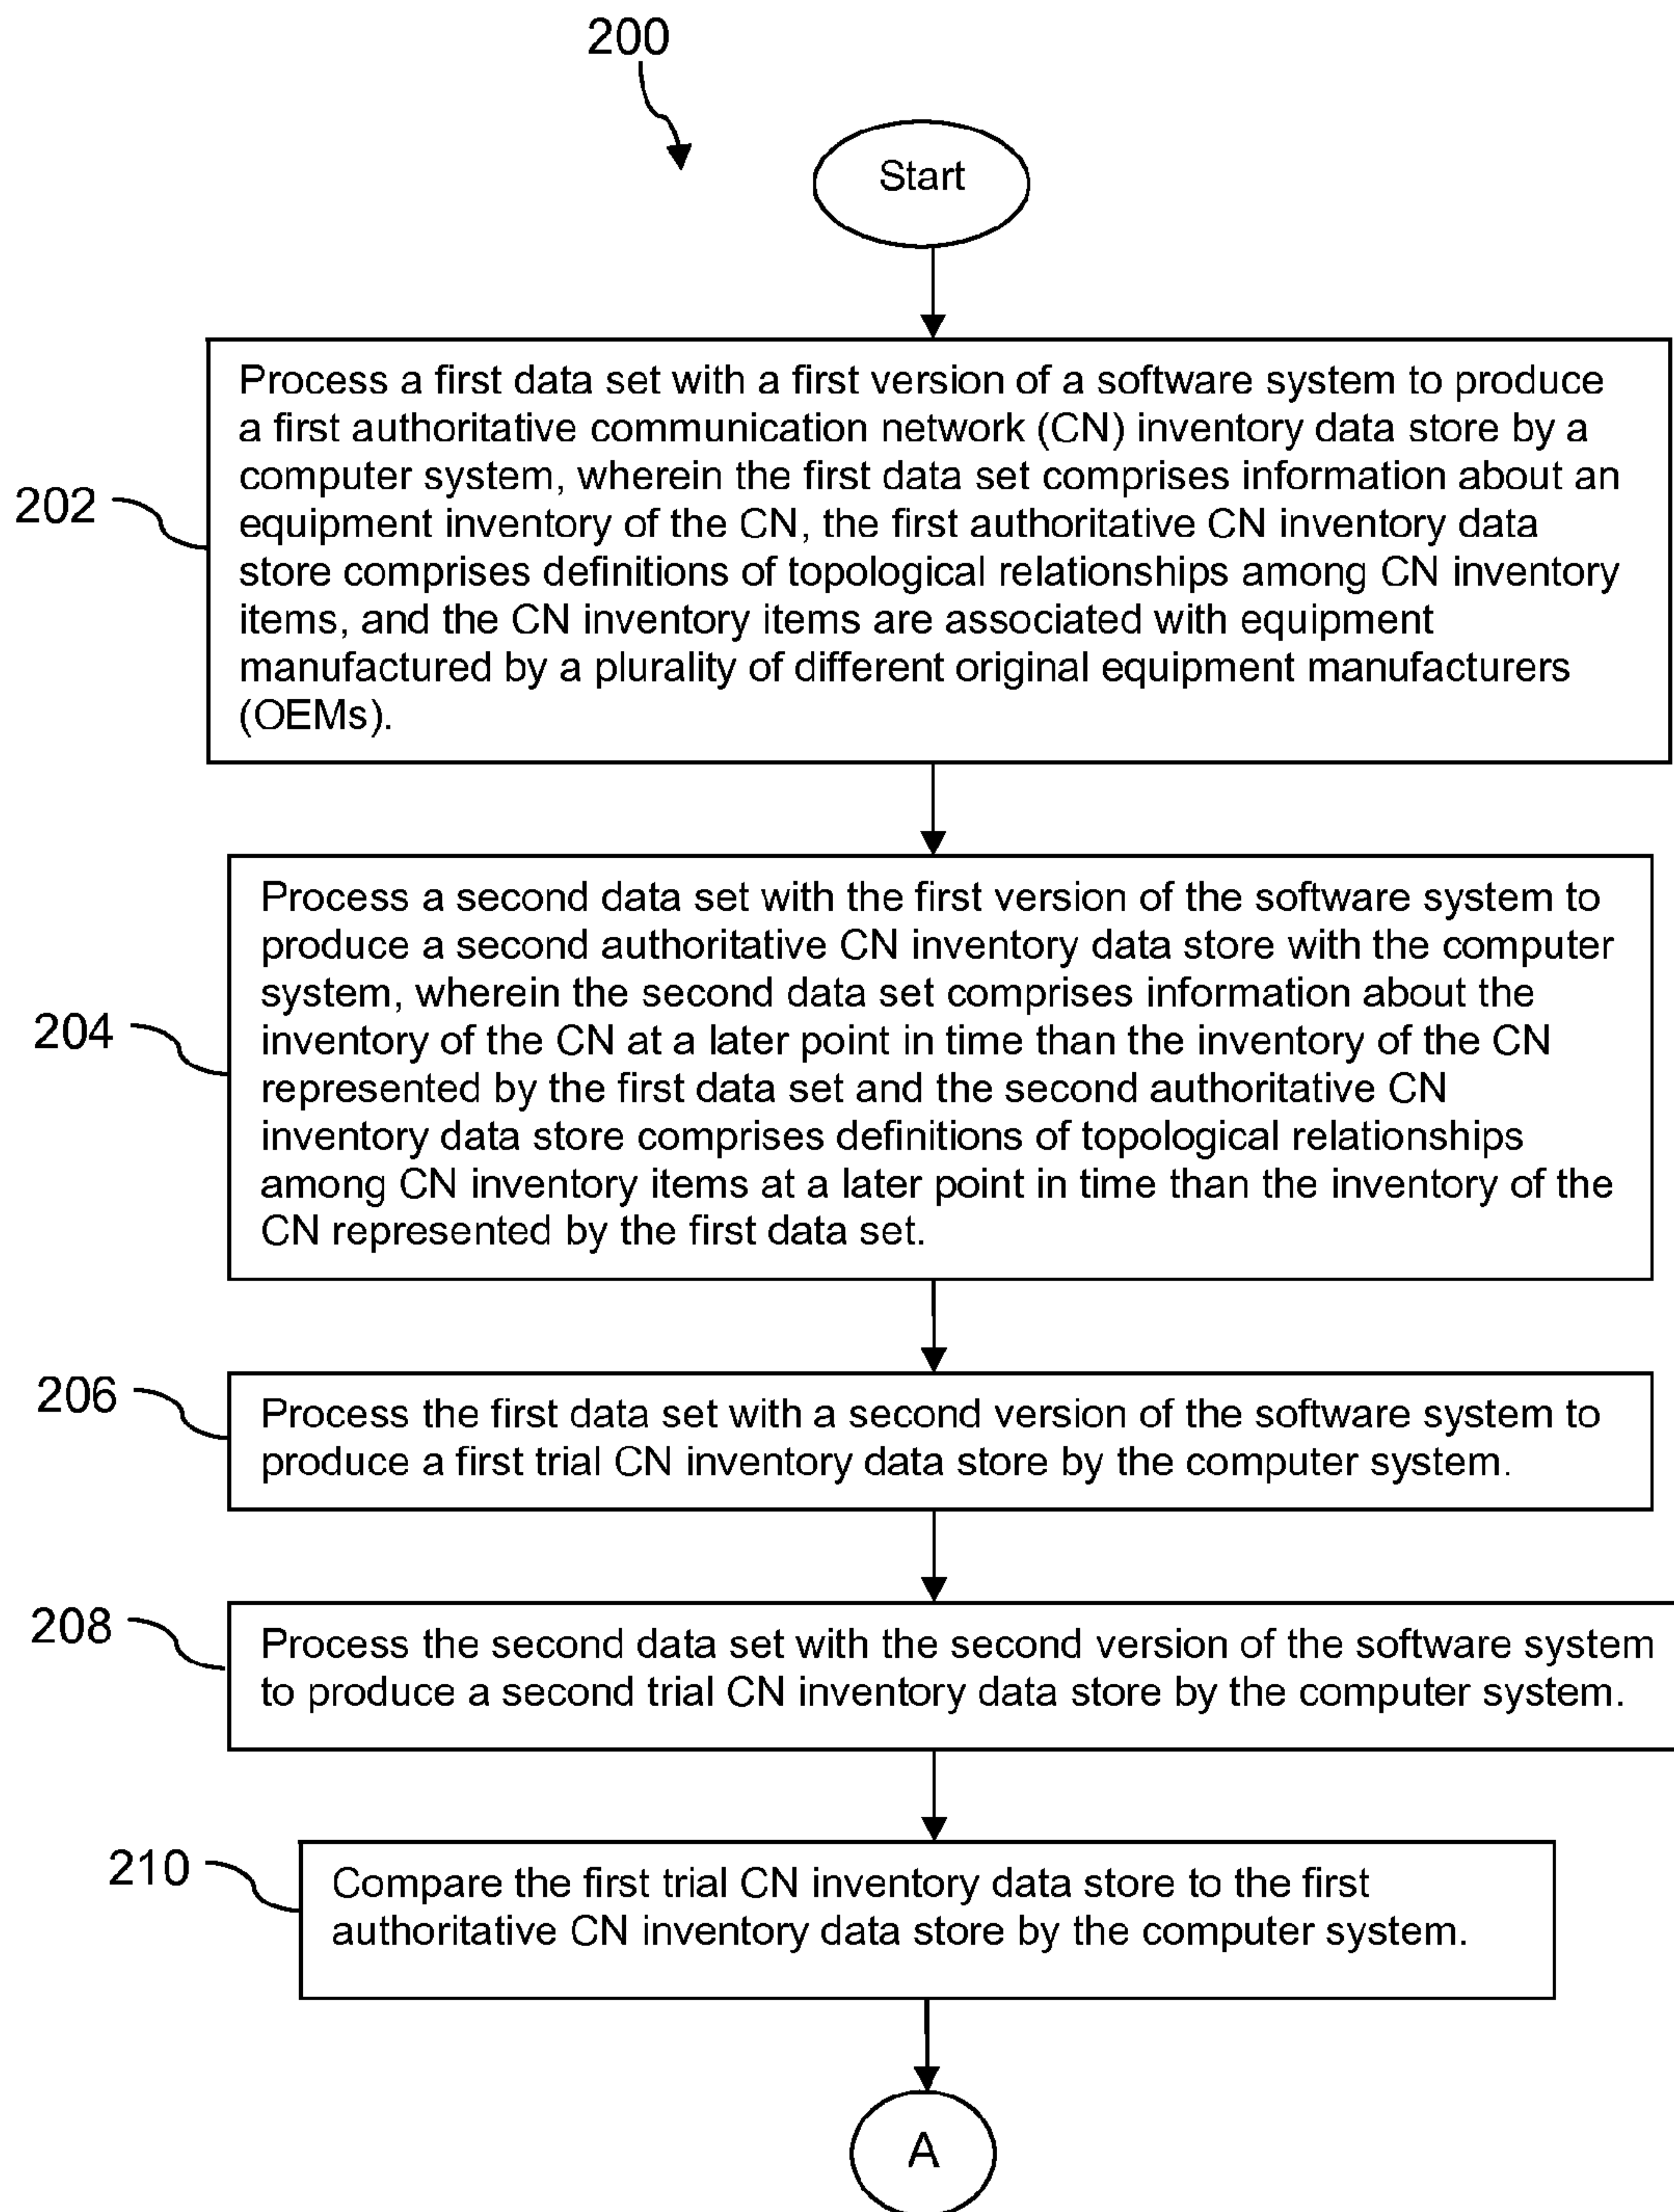 200
Start
202
Process a first data set with a first version of a software system to produce
a first authoritative communication network (CN) inventory data store by a
computer system, wherein the first data set comprises information about an
equipment inventory of the CN, the first authoritative CN inventory data
store comprises definitions of topological relationships among CN inventory
items, and the CN inventory items are associated with equipment
manufactured by a plurality of different original equipment manufacturers
(OEMs).
204
Process a second data set with the first version of the software system to
produce a second authoritative CN inventory data store with the computer
system, wherein the second data set comprises information about the
inventory of the CN at a later point in time than the inventory of the CN
represented by the first data set and the second authoritative CN
inventory data store comprises definitions of topological relationships
among CN inventory items at a later point in time than the inventory of the
CN represented by the first data set.
206
Process the first data set with a second version of the software system to
produce a first trial CN inventory data store by the computer system.
208
Process the second data set with the second version of the software system
to produce a second trial CN inventory data store by the computer system.
210
Compare the first trial CN inventory data store to the first
authoritative CN inventory data store by the computer system.
A